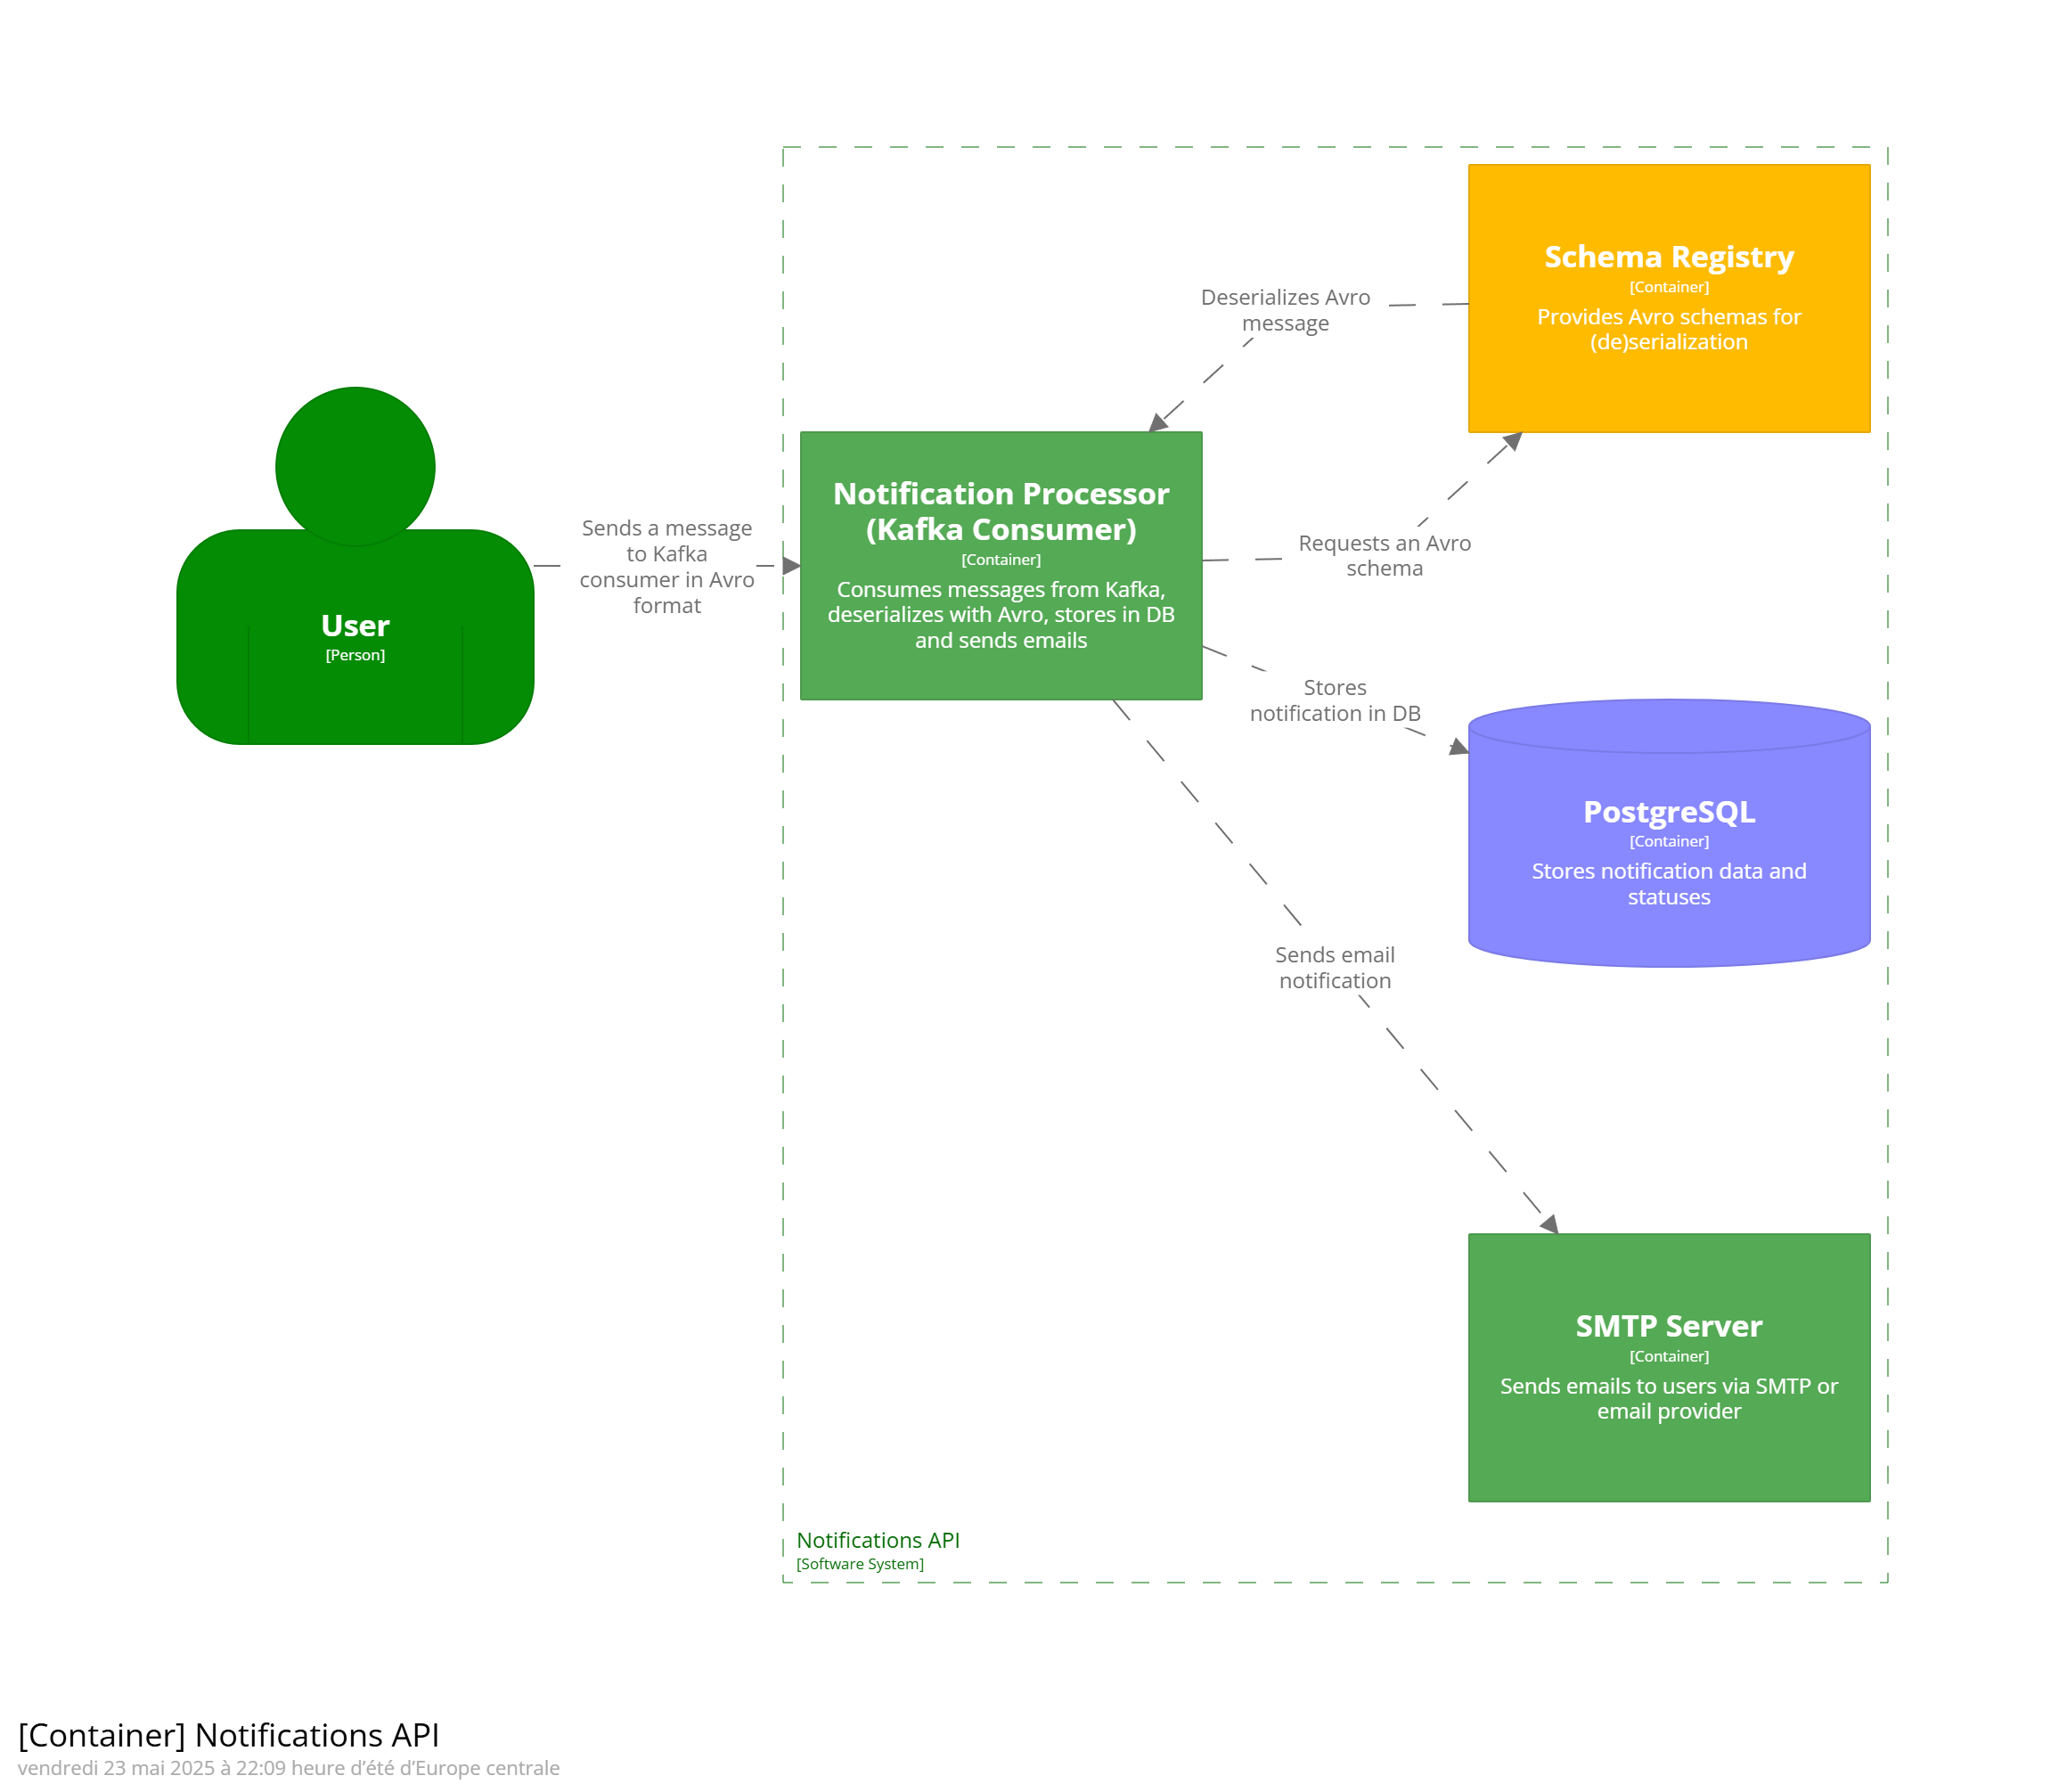 Schema Registry
[Container]
Provides Avro schemas for
(de)serialization
Deserializes Avro
message
Notification Processor
(Kafka Consumer)
[Container]
Consumes messages from Kafka,
deserializes with Avro, stores in DB
and sends emails
Sends a message
to Kafka
consumer in Avro
format
Requests an Avro
schema
User
[Person]
Stores
notification in DB
PostgreSQL
[Container]
Stores notification data and
statuses
Sends email
notification
SMTP Server
[Container]
Sends emails to users via SMTP or
email provider
Notifications API
[Software System]
[Container] Notifications API
vendredi 23 mai 2025 à 22:09 heure d’été d’Europe centrale